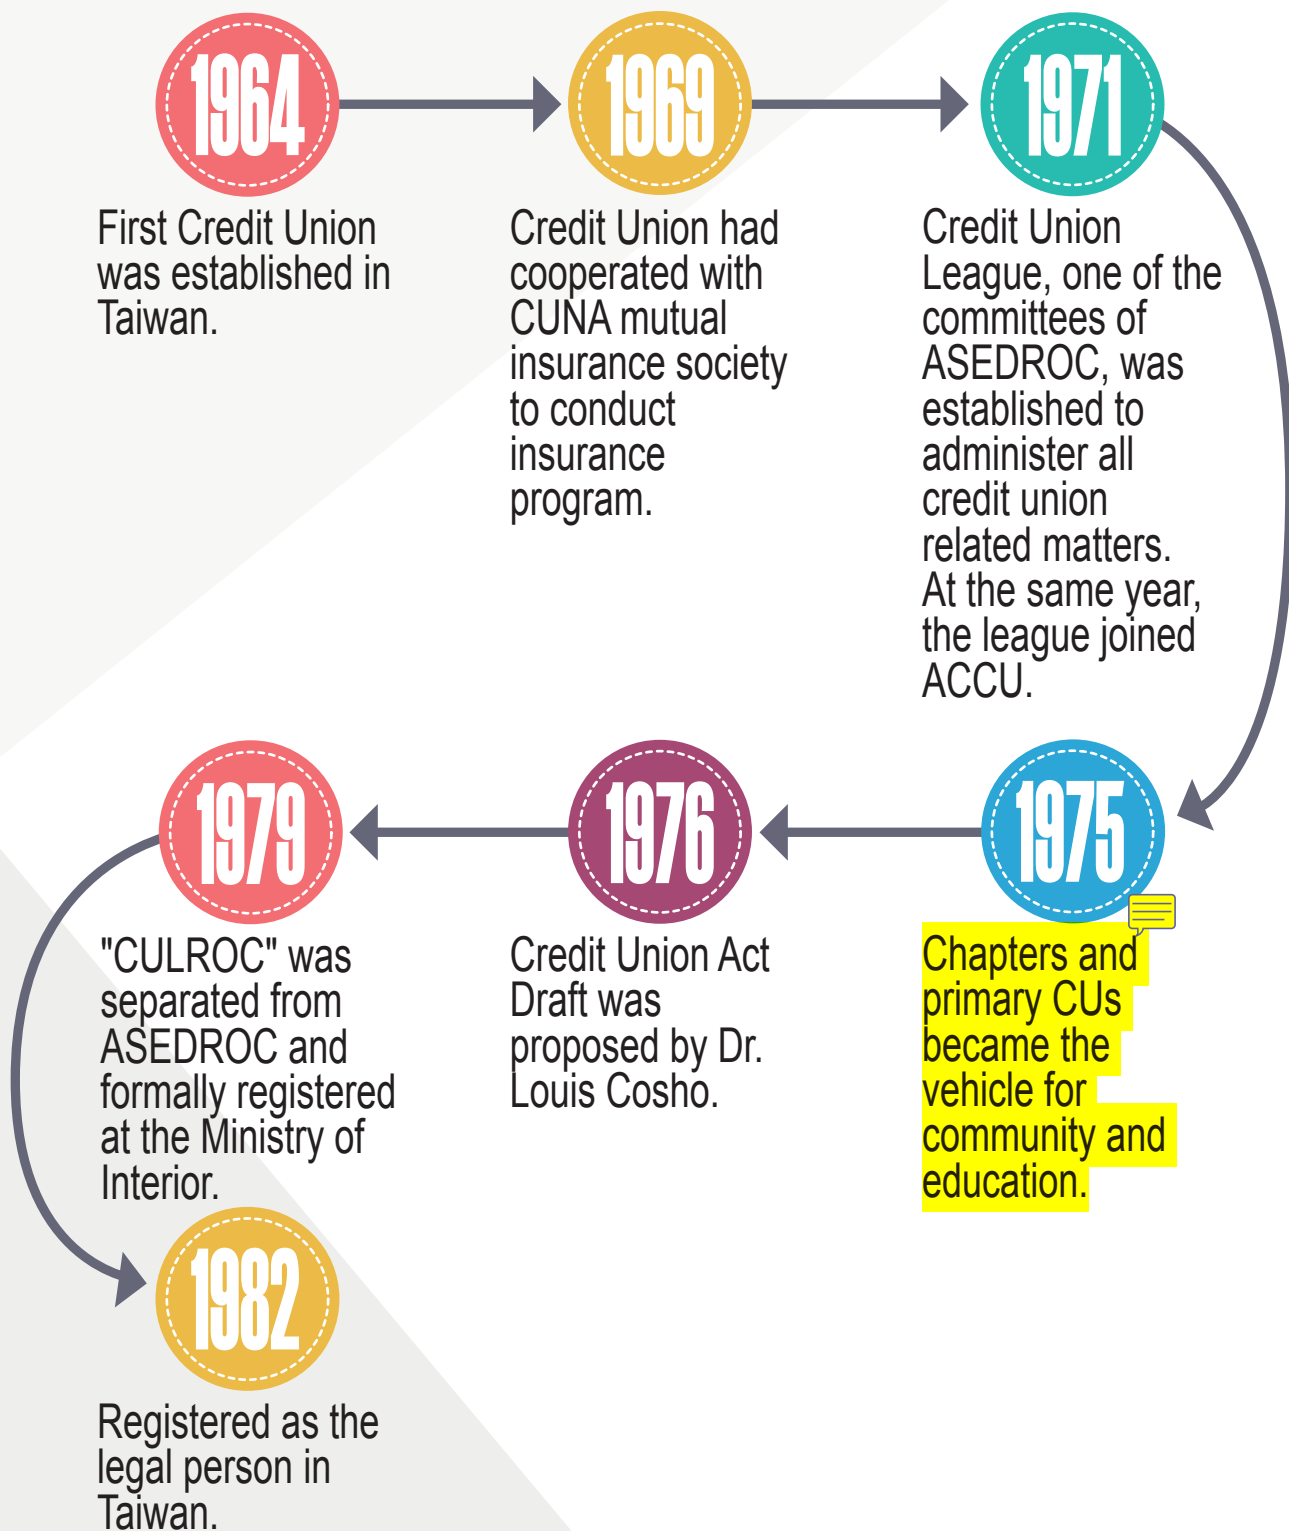 1964
First Credit Union
was established in
Taiwan.
1969
Credit Union had
cooperated with
CUNA mutual
insurance society
to conduct
insurance
program.
1971
Credit Union
League, one of the
committees of
ASEDROC, was
established to
administer all
credit union
related matters.
At the same year,
the league joined
ACCU.
1975
Chapters and
primary CUs
became the
vehicle for
community and
education.
1976
Credit Union Act
Draft was
proposed by Dr.
Louis Cosho.
1979
"CULROC" was
separated from
ASEDROC and
formally registered
at the Ministry of
Interior.
1982
Registered as the
legal person in
Taiwan.